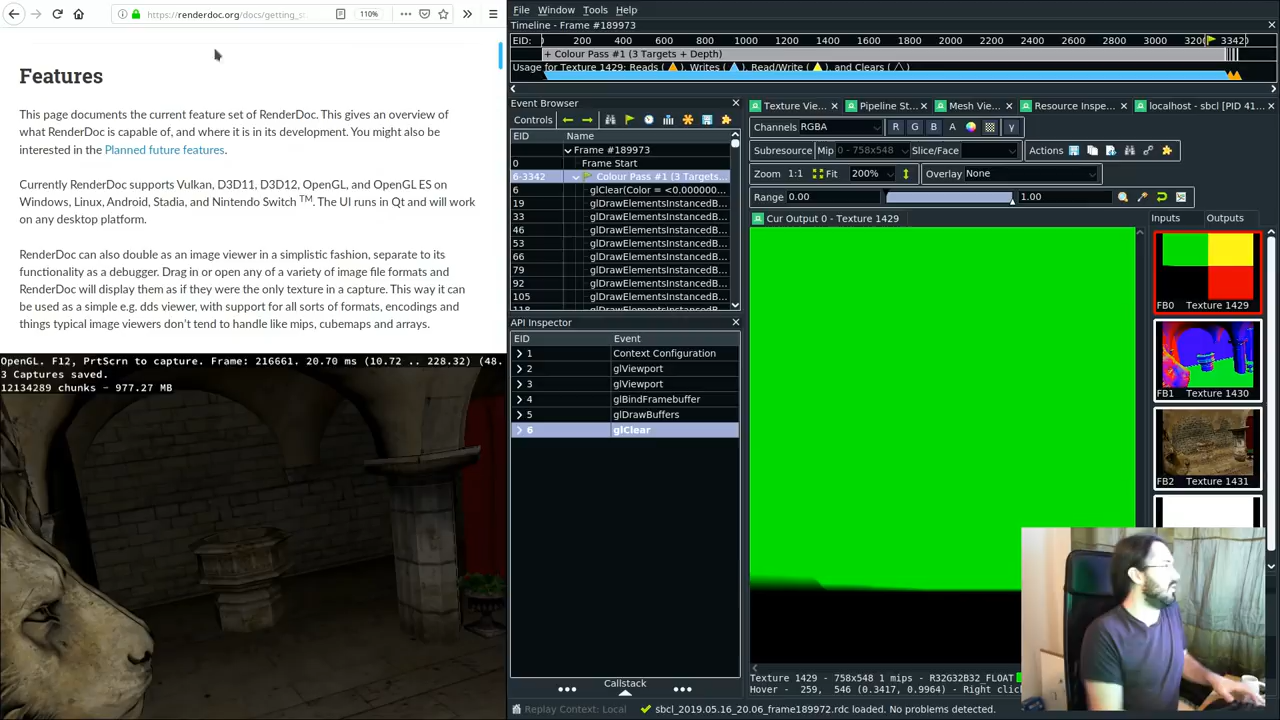 https://renderdoc.org/docs/getting_s
110%
Features
This page documents the current feature set of RenderDoc. This gives an overview of
what RenderDoc is capable of, and where it is in its development. You might also be
interested in the Planned future features.
Currently RenderDoc supports Vulkan, D3D11, D3D12, OpenGL, and OpenGL ES on
Windows, Linux, Android, Stadia, and Nintendo Switch TM. The UI runs in Qt and will work
on any desktop platform.
RenderDoc can also double as an image viewer in a simplistic fashion, separate to its
functionality as a debugger. Drag in or open any of a variety of image file formats and
RenderDoc will display them as if they were the only texture in a capture. This way it can
be used as a simple e.g. dds viewer, with support for all sorts of formats, encodings and
things typical image viewers don't tend to handle like mips, cubemaps and arrays.
OpenGL. F12, PrtScrn to capture. Frame: 216661. 20.70 ms (10.72 .. 228.32) (48.
3 Captures saved.
12134289 chunks - 977.27 MB
File Window Tools Help
Timeline - Frame #189973
EID: 0 200 400 600 800 1000 1200 1400 1600 1800 2000 2200 2400 2600 2800 3000 3200 3342
+ Colour Pass #1 (3 Targets + Depth)
Usage for Texture 1429: Reads ( ), Writes ( ), Read/Write ( ), and Clears ( )
Event Browser
Controls
EID Name
Frame #189973
0 Frame Start
6-3342 Colour Pass #1 (3 Targets...
6 glClear(Color = <0.000000...
19 glDrawElementsInstancedB...
33 glDrawElementsInstancedB...
46 glDrawElementsInstancedB...
53 glDrawElementsInstancedB...
66 glDrawElementsInstancedB...
79 glDrawElementsInstancedB...
92 glDrawElementsInstancedB...
105 glDrawElementsInstancedB...
118 glDrawElementsInstancedB...
API Inspector
EID Event
1 Context Configuration
2 glViewport
3 glViewport
4 glBindFramebuffer
5 glDrawBuffers
6 glClear
Callstack
Texture Vie... Pipeline St... Mesh Vie... Resource Inspe... localhost - sbcl [PID 41...
Channels RGBA R G B A γ
Subresource Mip 0 - 758x548 Slice/Face Actions
Zoom 1:1 Fit 200% Overlay None
Range 0.00 1.00
Cur Output 0 - Texture 1429
Inputs Outputs
FB0 Texture 1429
FB1 Texture 1430
FB2 Texture 1431
Texture 1429 - 758x548 1 mips - R32G32B32_FLOAT
Hover - 259, 546 (0.3417, 0.9964) - Right clic
Replay Context: Local sbcl_2019.05.16_20.06_frame189972.rdc loaded. No problems detected.